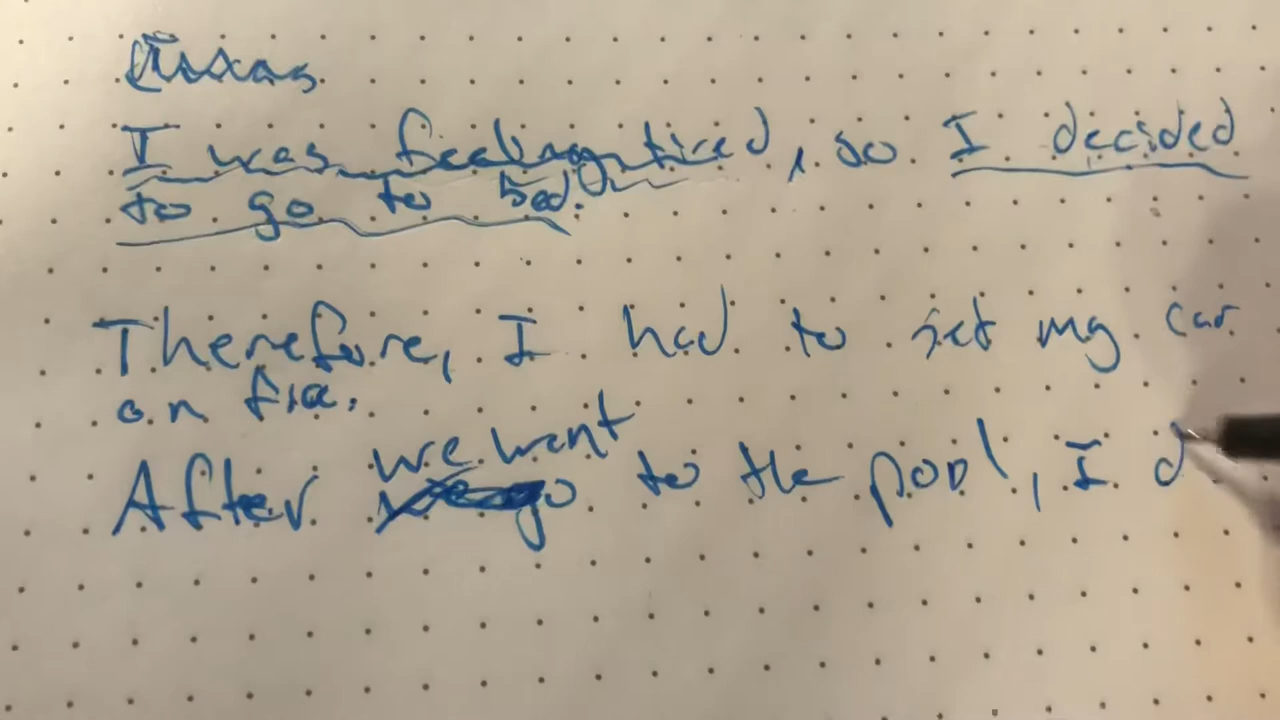 I was feeling tired, so I decided
to go to bed.
Therefore, I had to set my car
on fire.
we went
After to the pool, I d